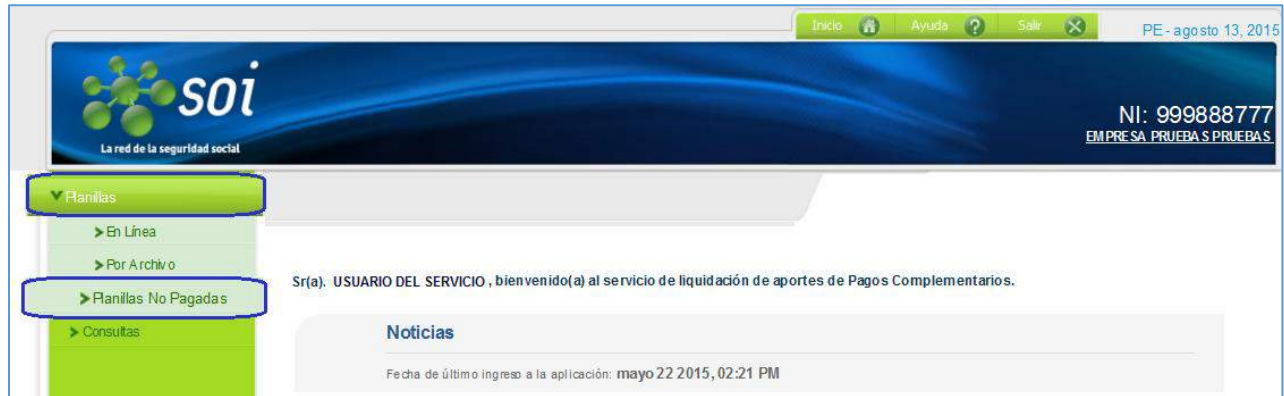 Inicio Ayuda ? Salir
PE - agosto 13, 2015
soi
La red de la seguridad social
NI: 999888777
EMPRESA PRUEBAS PRUEBAS
Planillas
En Línea
Por Archivo
Planillas No Pagadas
Consultas
Sr(a). USUARIO DEL SERVICIO , bienvenido(a) al servicio de liquidación de aportes de Pagos Complementarios.
Noticias
Fecha de último ingreso a la aplicación: mayo 22 2015, 02:21 PM